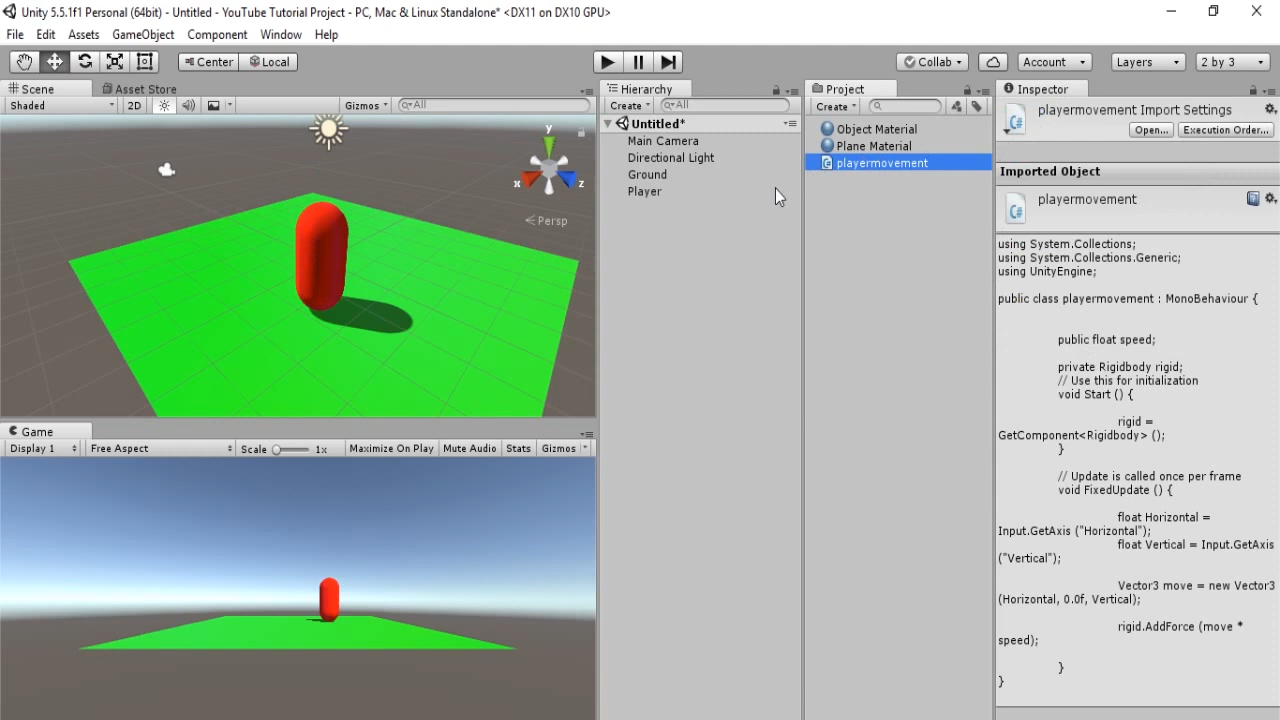 Unity 5.5.1f1 Personal (64bit) - Untitled - YouTube Tutorial Project - PC, Mac & Linux Standalone* <DX11 on DX10 GPU>
File Edit Assets GameObject Component Window Help
Center Local Collab Account Layers 2 by 3
Scene Asset Store
Shaded 2D Gizmos All
y
x z
Persp
Game
Display 1 Free Aspect Scale 1x Maximize On Play Mute Audio Stats Gizmos
Hierarchy
Create All
Untitled*
Main Camera
Directional Light
Ground
Player
Project
Create
Object Material
Plane Material
C# playermovement
Inspector
C# playermovement Import Settings
Open... Execution Order...
Imported Object
C# playermovement
using System.Collections;
using System.Collections.Generic;
using UnityEngine;
public class playermovement : MonoBehaviour {
public float speed;
private Rigidbody rigid;
// Use this for initialization
void Start () {
rigid =
GetComponent<Rigidbody> ();
}
// Update is called once per frame
void FixedUpdate () {
float Horizontal =
Input.GetAxis ("Horizontal");
float Vertical = Input.GetAxis
("Vertical");
Vector3 move = new Vector3
(Horizontal, 0.0f, Vertical);
rigid.AddForce (move *
speed);
}
}